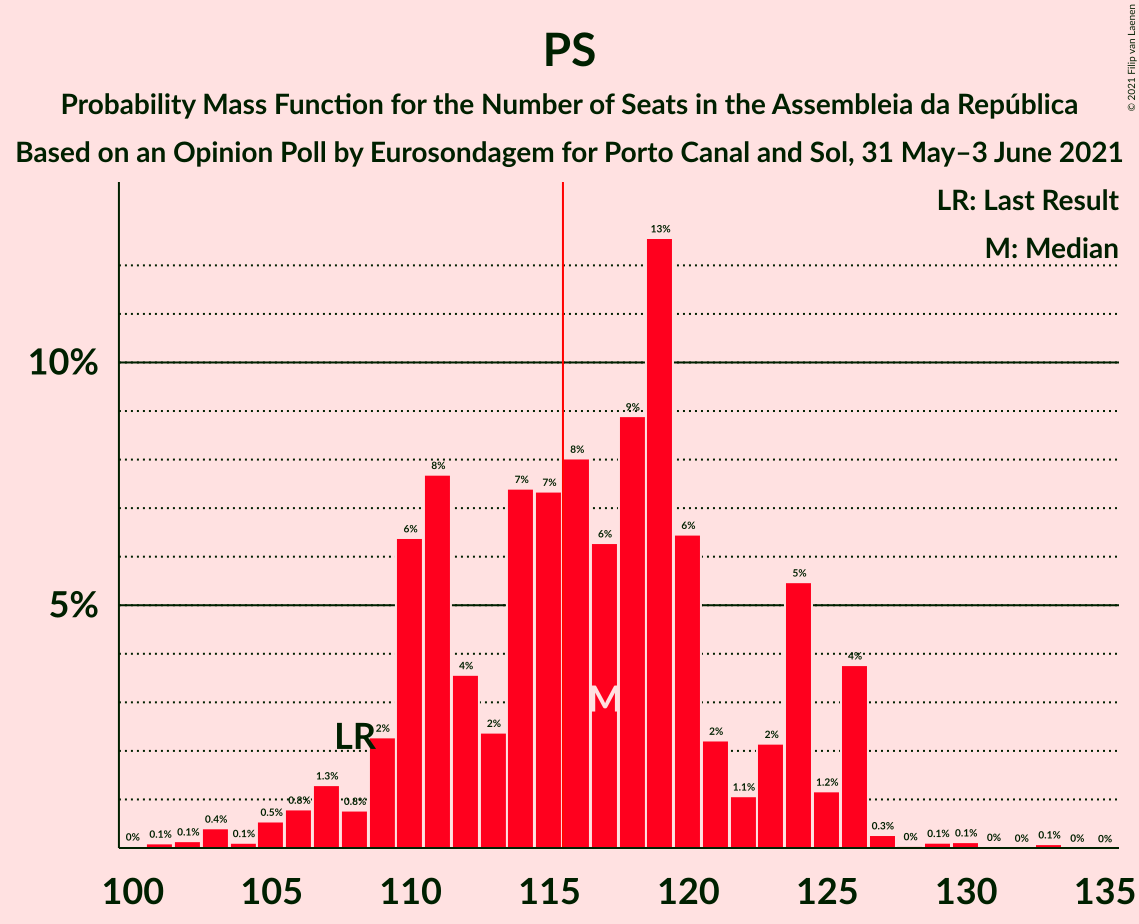 PS
Probability Mass Function for the Number of Seats in the Assembleia da República
Based on an Opinion Poll by Eurosondagem for Porto Canal and Sol, 31 May–3 June 2021
© 2021 Filip van Laenen
LR: Last Result
M: Median
10%
5%
0% 0.1% 0.1% 0.4% 0.1% 0.5% 0.8% 1.3% 0.8% 2% 6% 8% 4% 2% 7% 7% 8% 6% 9% 13% 6% 2% 1.1% 2% 5% 1.2% 4% 0.3% 0% 0.1% 0.1% 0% 0% 0.1% 0% 0%
LR
M
100 105 110 115 120 125 130 135